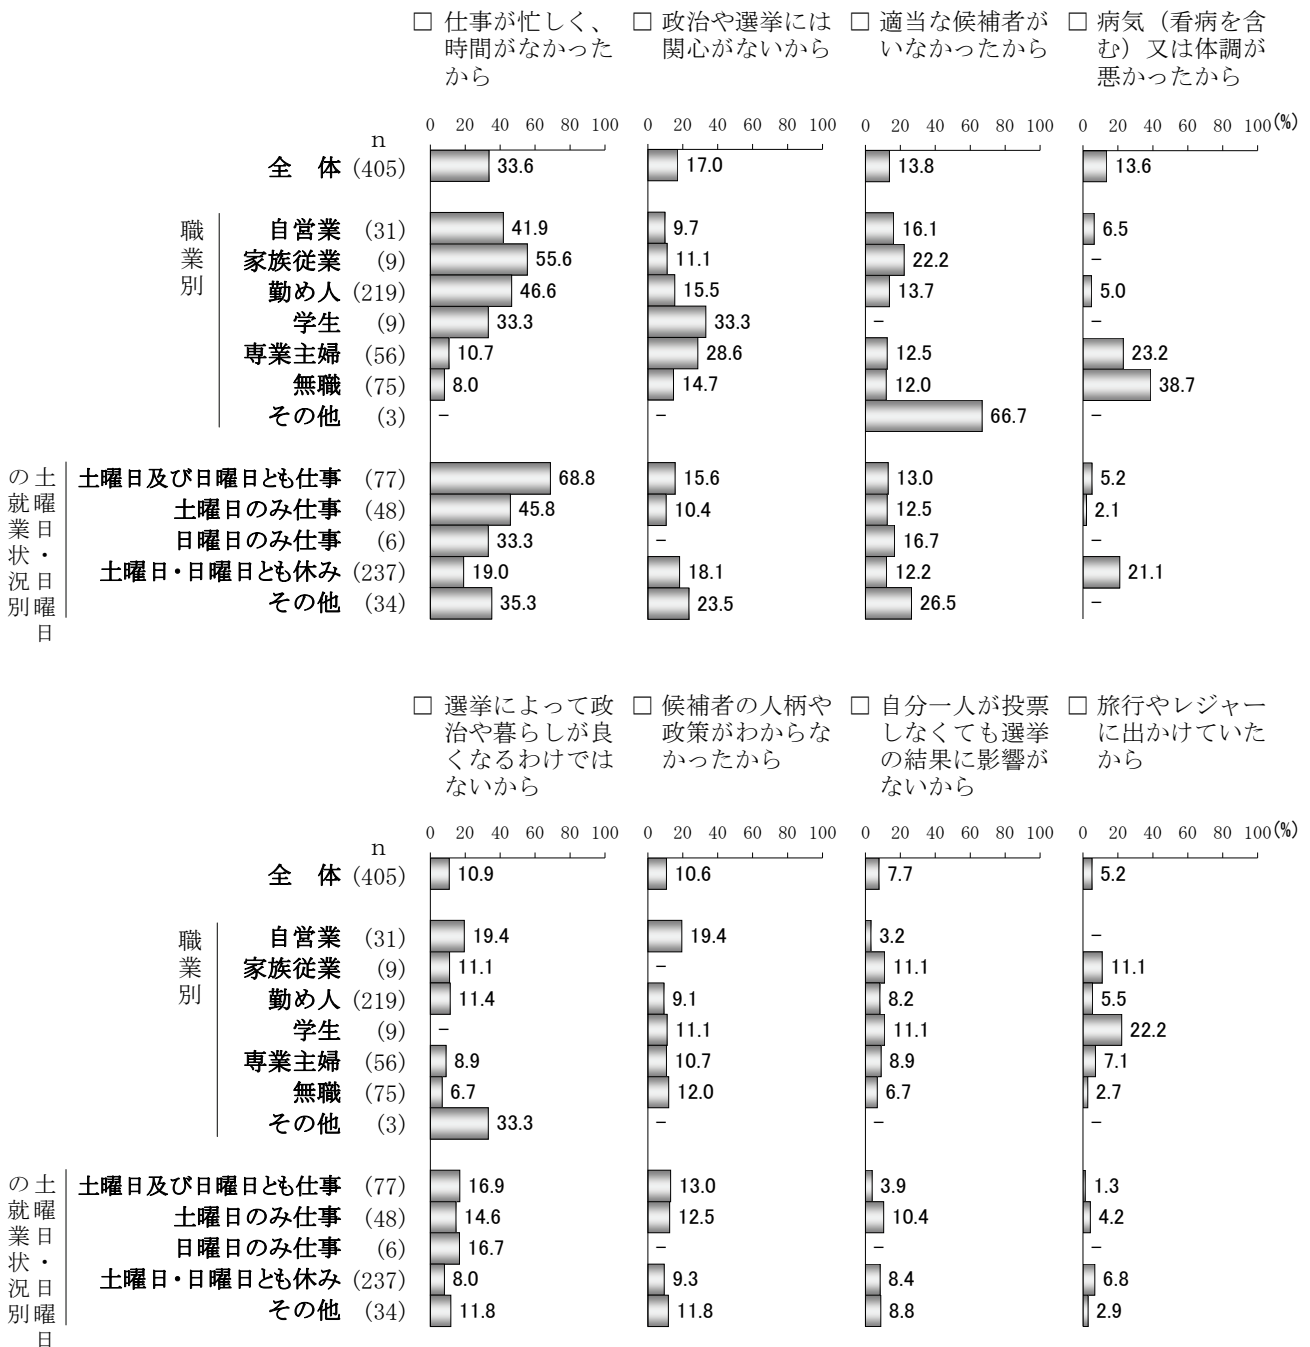 □ 仕事が忙しく、
時間がなかった
から
□ 政治や選挙には
関心がないから
□ 適当な候補者が
いなかったから
□ 病気（看病を含
む）又は体調が
悪かったから
n
0 20 40 60 80 100 0 20 40 60 80 100 0 20 40 60 80 100 0 20 40 60 80 100(%)
全　体 (405) 33.6 17.0 13.8 13.6
職業別
自営業 (31) 41.9 9.7 16.1 6.5
家族従業 (9) 55.6 11.1 22.2 －
勤め人 (219) 46.6 15.5 13.7 5.0
学生 (9) 33.3 33.3 － －
専業主婦 (56) 10.7 28.6 12.5 23.2
無職 (75) 8.0 14.7 12.0 38.7
その他 (3) － － 66.7 －
土曜日・日曜日
の就業状況別
土曜日及び日曜日とも仕事 (77) 68.8 15.6 13.0 5.2
土曜日のみ仕事 (48) 45.8 10.4 12.5 2.1
日曜日のみ仕事 (6) 33.3 － 16.7 －
土曜日・日曜日とも休み (237) 19.0 18.1 12.2 21.1
その他 (34) 35.3 23.5 26.5 －
□ 選挙によって政
治や暮らしが良
くなるわけでは
ないから
□ 候補者の人柄や
政策がわからな
かったから
□ 自分一人が投票
しなくても選挙
の結果に影響が
ないから
□ 旅行やレジャー
に出かけていた
から
n
0 20 40 60 80 100 0 20 40 60 80 100 0 20 40 60 80 100 0 20 40 60 80 100(%)
全　体 (405) 10.9 10.6 7.7 5.2
職業別
自営業 (31) 19.4 19.4 3.2 －
家族従業 (9) 11.1 － 11.1 11.1
勤め人 (219) 11.4 9.1 8.2 5.5
学生 (9) － 11.1 11.1 22.2
専業主婦 (56) 8.9 10.7 8.9 7.1
無職 (75) 6.7 12.0 6.7 2.7
その他 (3) 33.3 － － －
土曜日・日曜日
の就業状況別
土曜日及び日曜日とも仕事 (77) 16.9 13.0 3.9 1.3
土曜日のみ仕事 (48) 14.6 12.5 10.4 4.2
日曜日のみ仕事 (6) 16.7 － － －
土曜日・日曜日とも休み (237) 8.0 9.3 8.4 6.8
その他 (34) 11.8 11.8 8.8 2.9